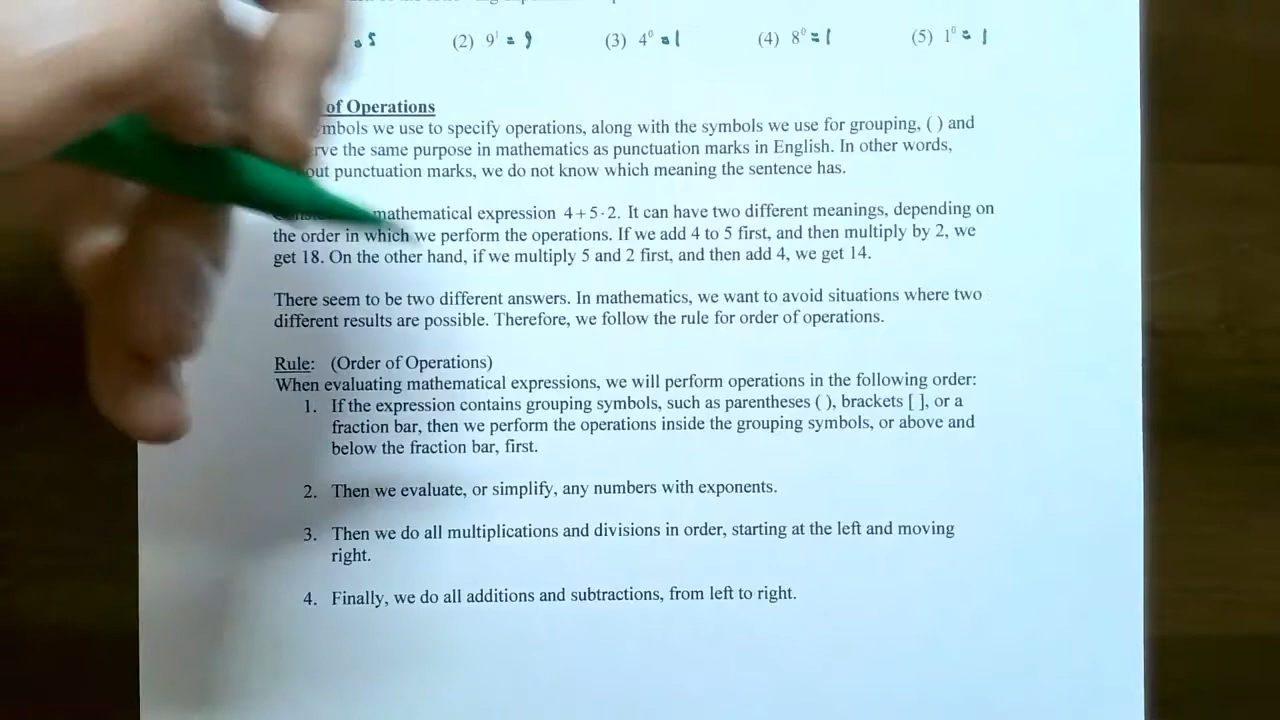 = 5 (2) 9¹ = 9 (3) 4⁰ = 1 (4) 8⁰ = 1 (5) 1⁰ = 1
of Operations
mbols we use to specify operations, along with the symbols we use for grouping, ( ) and
rve the same purpose in mathematics as punctuation marks in English. In other words,
out punctuation marks, we do not know which meaning the sentence has.
mathematical expression 4 + 5 · 2. It can have two different meanings, depending on
the order in which we perform the operations. If we add 4 to 5 first, and then multiply by 2, we
get 18. On the other hand, if we multiply 5 and 2 first, and then add 4, we get 14.
There seem to be two different answers. In mathematics, we want to avoid situations where two
different results are possible. Therefore, we follow the rule for order of operations.
Rule: (Order of Operations)
When evaluating mathematical expressions, we will perform operations in the following order:
1. If the expression contains grouping symbols, such as parentheses ( ), brackets [ ], or a
fraction bar, then we perform the operations inside the grouping symbols, or above and
below the fraction bar, first.
2. Then we evaluate, or simplify, any numbers with exponents.
3. Then we do all multiplications and divisions in order, starting at the left and moving
right.
4. Finally, we do all additions and subtractions, from left to right.